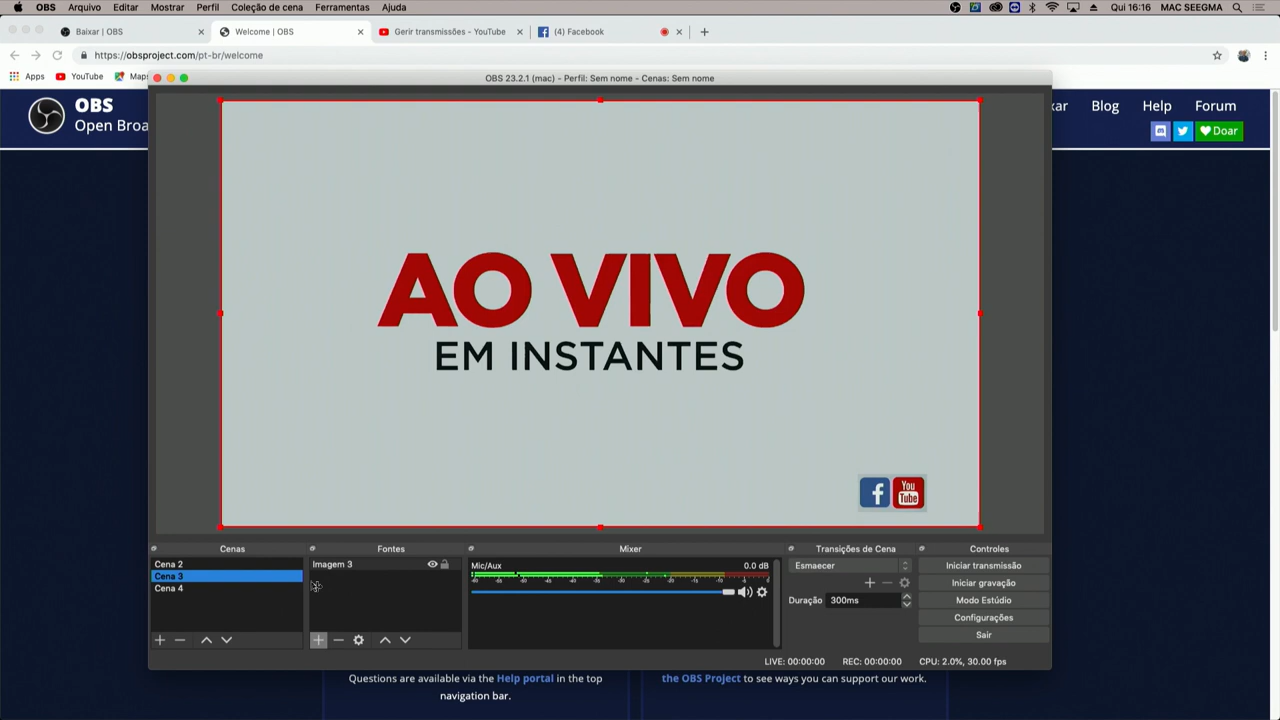 OBS Arquivo Editar Mostrar Perfil Coleção de cena Ferramentas Ajuda Qui 16:16 MAC SEEGMA
Baixar | OBS
Welcome | OBS
Gerir transmissões - YouTube
(4) Facebook
https://obsproject.com/pt-br/welcome
Apps YouTube Maps
OBS 23.2.1 (mac) - Perfil: Sem nome - Cenas: Sem nome
OBS
Open Broa
xar Blog Help Forum
Doar
AO VIVO
EM INSTANTES
You
Tube
Cenas Fontes Mixer Transições de Cena Controles
Cena 2
Cena 3
Cena 4
Imagem 3
Mic/Aux 0.0 dB
Esmaecer
Duração 300ms
Iniciar transmissão
Iniciar gravação
Modo Estúdio
Configurações
Sair
LIVE: 00:00:00 REC: 00:00:00 CPU: 2.0%, 30.00 fps
Questions are available via the Help portal in the top
navigation bar.
the OBS Project to see ways you can support our work.